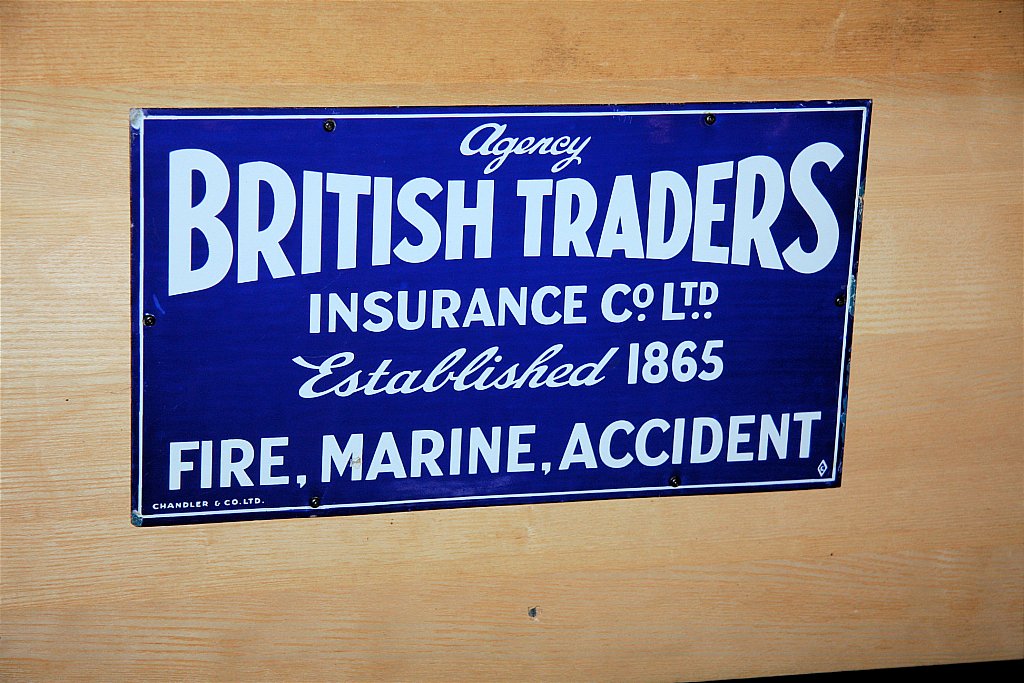 Agency
BRITISH TRADERS
INSURANCE CO. LTD.
Established 1865
FIRE, MARINE, ACCIDENT
CHANDLER & CO. LTD.